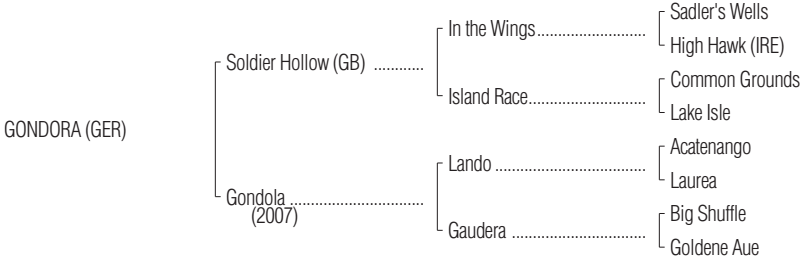 Sadler's Wells
In the Wings
High Hawk (IRE)
Soldier Hollow (GB)
Common Grounds
Island Race
Lake Isle
GONDORA (GER)
Acatenango
Lando
Laurea
Gondola
(2007)
Big Shuffle
Gaudera
Goldene Aue